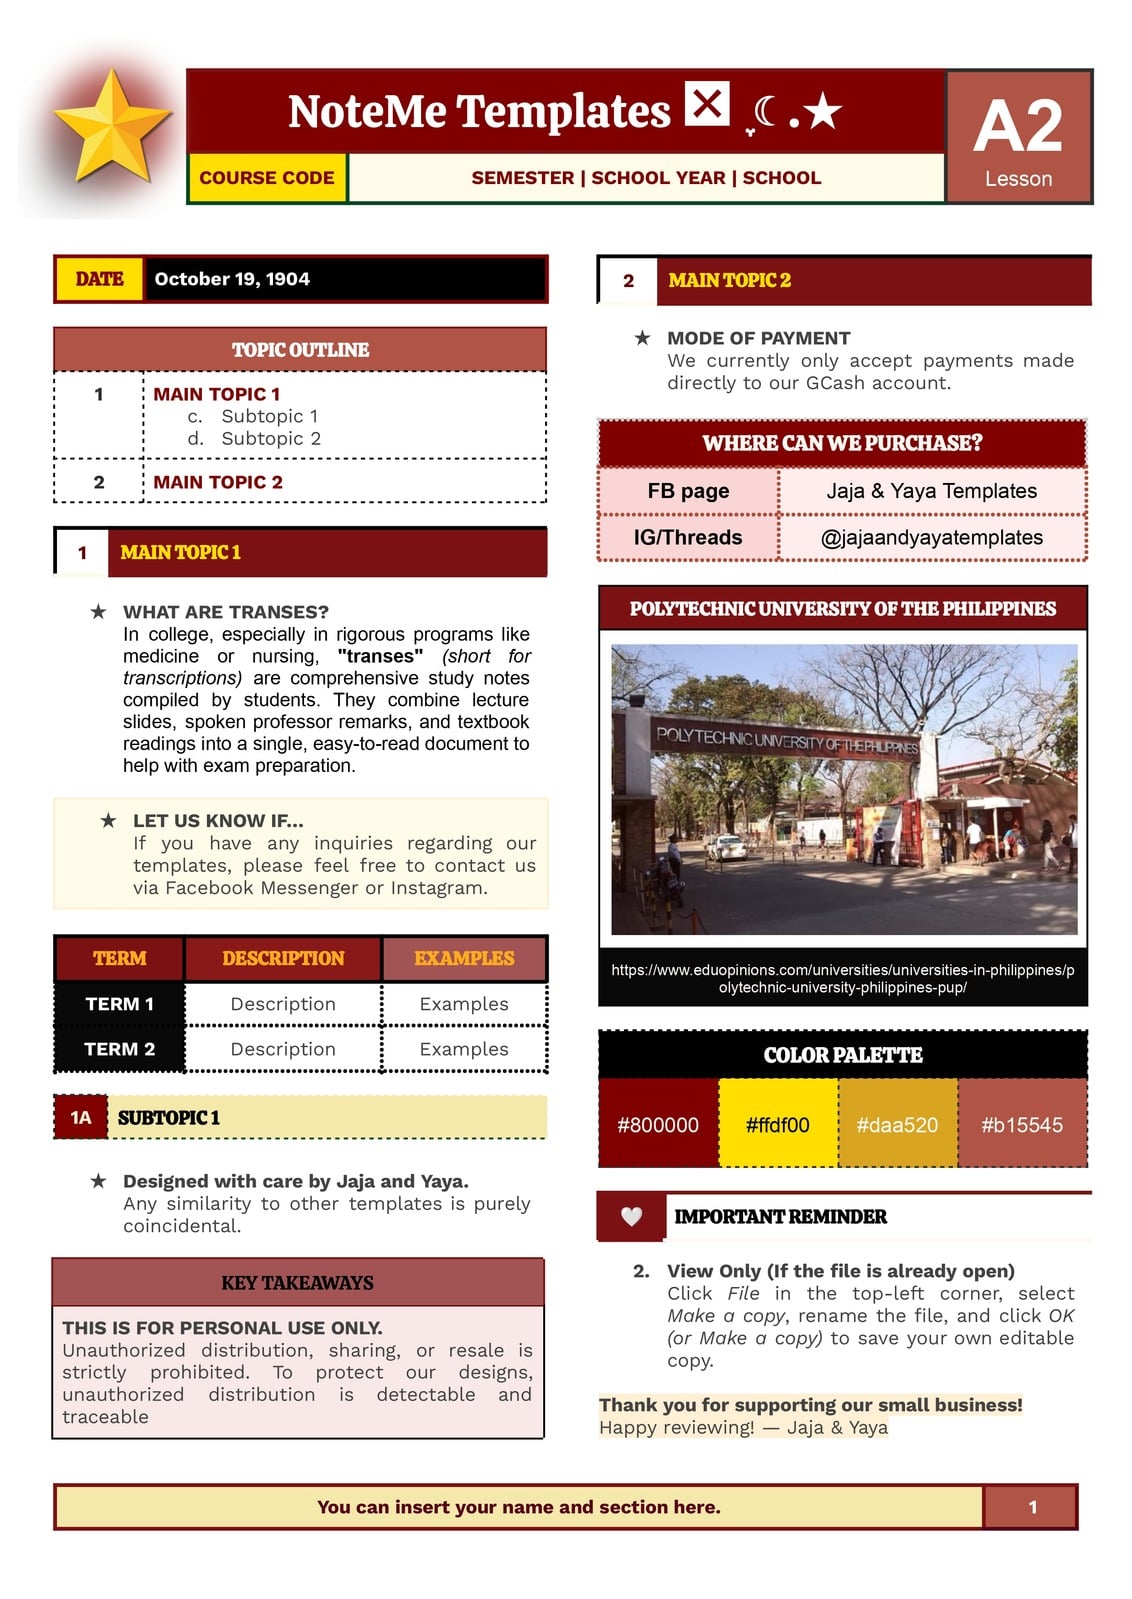 NoteMe Templates
COURSE CODE
SEMESTER | SCHOOL YEAR | SCHOOL
A2
Lesson
DATE
October 19, 1904
TOPIC OUTLINE
1
MAIN TOPIC 1
c. Subtopic 1
d. Subtopic 2
2
MAIN TOPIC 2
1
MAIN TOPIC 1
★ WHAT ARE TRANSES?
In college, especially in rigorous programs like
medicine or nursing, "transes" (short for
transcriptions) are comprehensive study notes
compiled by students. They combine lecture
slides, spoken professor remarks, and textbook
readings into a single, easy-to-read document to
help with exam preparation.
★ LET US KNOW IF...
If you have any inquiries regarding our
templates, please feel free to contact us
via Facebook Messenger or Instagram.
TERM DESCRIPTION EXAMPLES
TERM 1 Description Examples
TERM 2 Description Examples
1A
SUBTOPIC 1
★ Designed with care by Jaja and Yaya.
Any similarity to other templates is purely
coincidental.
KEY TAKEAWAYS
THIS IS FOR PERSONAL USE ONLY.
Unauthorized distribution, sharing, or resale is
strictly prohibited. To protect our designs,
unauthorized distribution is detectable and
traceable
2
MAIN TOPIC 2
★ MODE OF PAYMENT
We currently only accept payments made
directly to our GCash account.
WHERE CAN WE PURCHASE?
FB page Jaja & Yaya Templates
IG/Threads @jajaandyayatemplates
POLYTECHNIC UNIVERSITY OF THE PHILIPPINES
POLYTECHNIC UNIVERSITY OF THE PHILIPPINES
https://www.eduopinions.com/universities/universities-in-philippines/p
olytechnic-university-philippines-pup/
COLOR PALETTE
#800000 #ffdf00 #daa520 #b15545
IMPORTANT REMINDER
2. View Only (If the file is already open)
Click File in the top-left corner, select
Make a copy, rename the file, and click OK
(or Make a copy) to save your own editable
copy.
Thank you for supporting our small business!
Happy reviewing! — Jaja & Yaya
You can insert your name and section here.
1